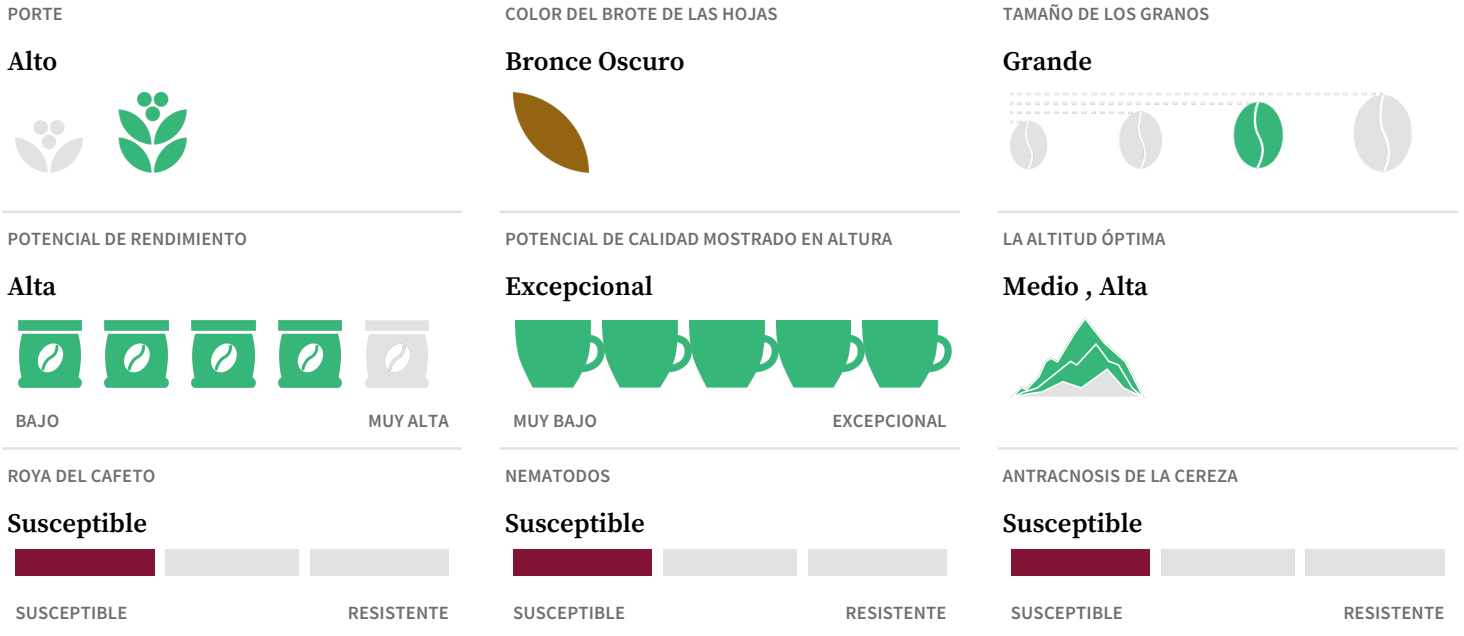 PORTE
Alto
COLOR DEL BROTE DE LAS HOJAS
Bronce Oscuro
TAMAÑO DE LOS GRANOS
Grande
POTENCIAL DE RENDIMIENTO
Alta
BAJO
MUY ALTA
POTENCIAL DE CALIDAD MOSTRADO EN ALTURA
Excepcional
MUY BAJO
EXCEPCIONAL
LA ALTITUD ÓPTIMA
Medio , Alta
ROYA DEL CAFETO
Susceptible
SUSCEPTIBLE
RESISTENTE
NEMATODOS
Susceptible
SUSCEPTIBLE
RESISTENTE
ANTRACNOSIS DE LA CEREZA
Susceptible
SUSCEPTIBLE
RESISTENTE